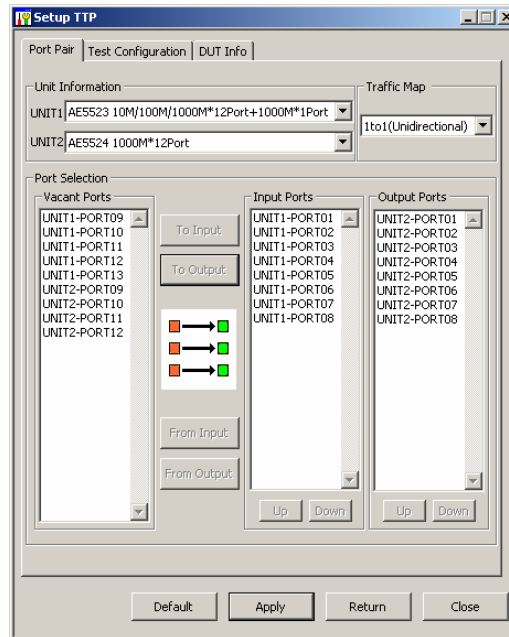 Setup TTP
Port Pair Test Configuration DUT Info
Unit Information
Traffic Map
UNIT1 AE5523 10M/100M/1000M*12Port+1000M*1Port
1to1(Unidirectional)
UNIT2 AE5524 1000M*12Port
Port Selection
Vacant Ports
UNIT1-PORT09
UNIT1-PORT10
UNIT1-PORT11
UNIT1-PORT12
UNIT1-PORT13
UNIT2-PORT09
UNIT2-PORT10
UNIT2-PORT11
UNIT2-PORT12
To Input
To Output
From Input
From Output
Input Ports
UNIT1-PORT01
UNIT1-PORT02
UNIT1-PORT03
UNIT1-PORT04
UNIT1-PORT05
UNIT1-PORT06
UNIT1-PORT07
UNIT1-PORT08
Up Down
Output Ports
UNIT2-PORT01
UNIT2-PORT02
UNIT2-PORT03
UNIT2-PORT04
UNIT2-PORT05
UNIT2-PORT06
UNIT2-PORT07
UNIT2-PORT08
Up Down
Default Apply Return Close